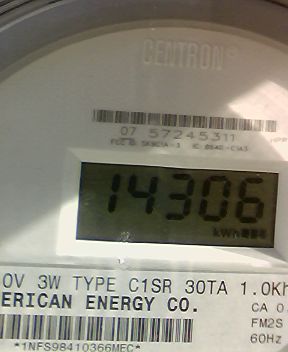 CENTRON®
07 57245311
14306
kWh
0V 3W TYPE C1SR 30TA 1.0Kh
ERICAN ENERGY CO.
CA 0.
FM2S
60Hz
*1NFS98410366MEC*